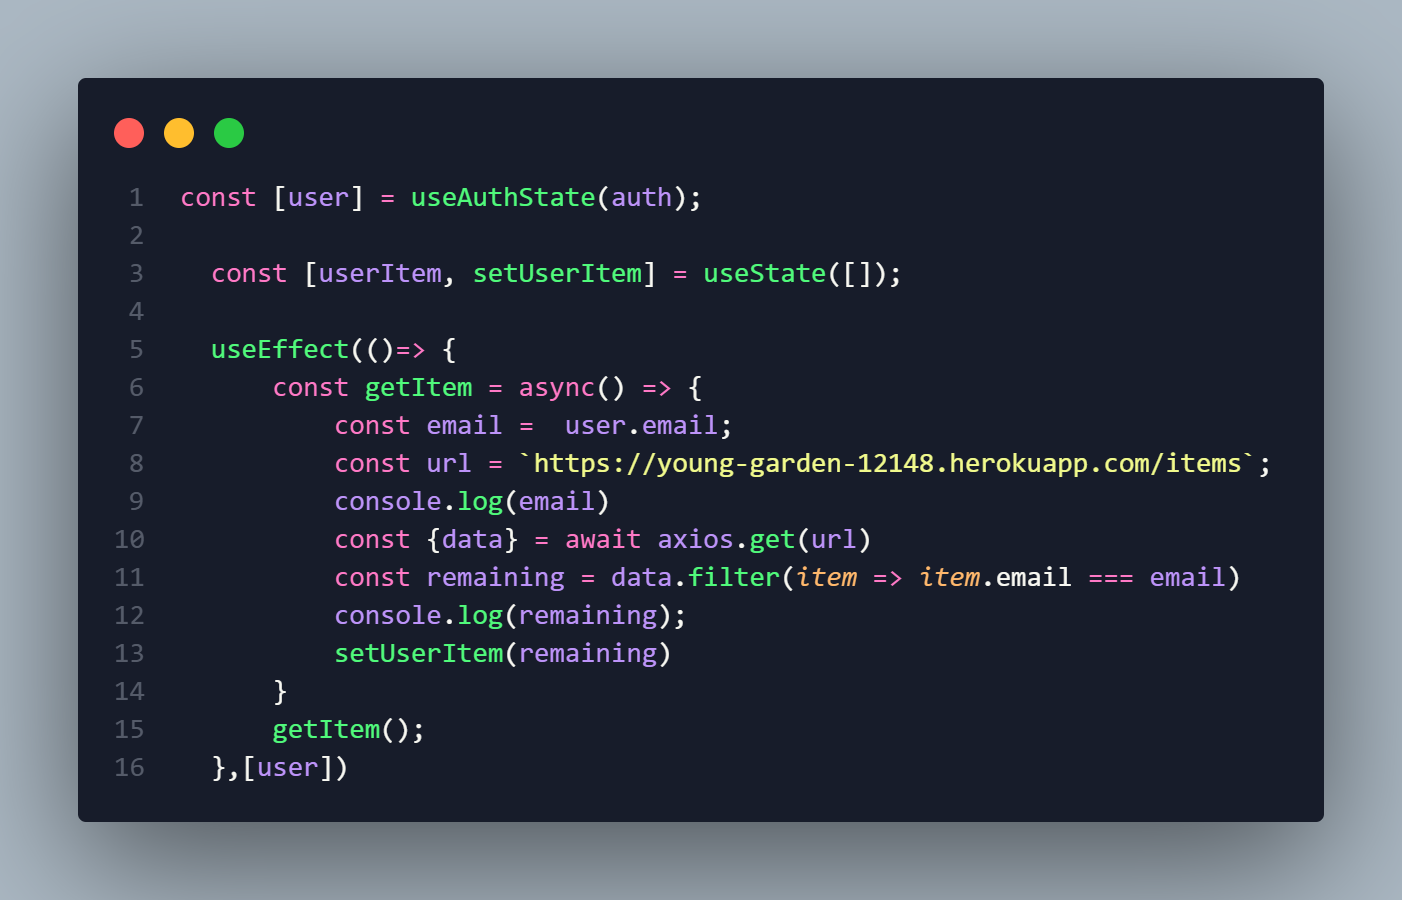 1 const [user] = useAuthState(auth);
2
3   const [userItem, setUserItem] = useState([]);
4
5   useEffect(()=> {
6       const getItem = async() => {
7           const email =  user.email;
8           const url = `https://young-garden-12148.herokuapp.com/items`;
9           console.log(email)
10           const {data} = await axios.get(url)
11           const remaining = data.filter(item => item.email === email)
12           console.log(remaining);
13           setUserItem(remaining)
14       }
15       getItem();
16   },[user])